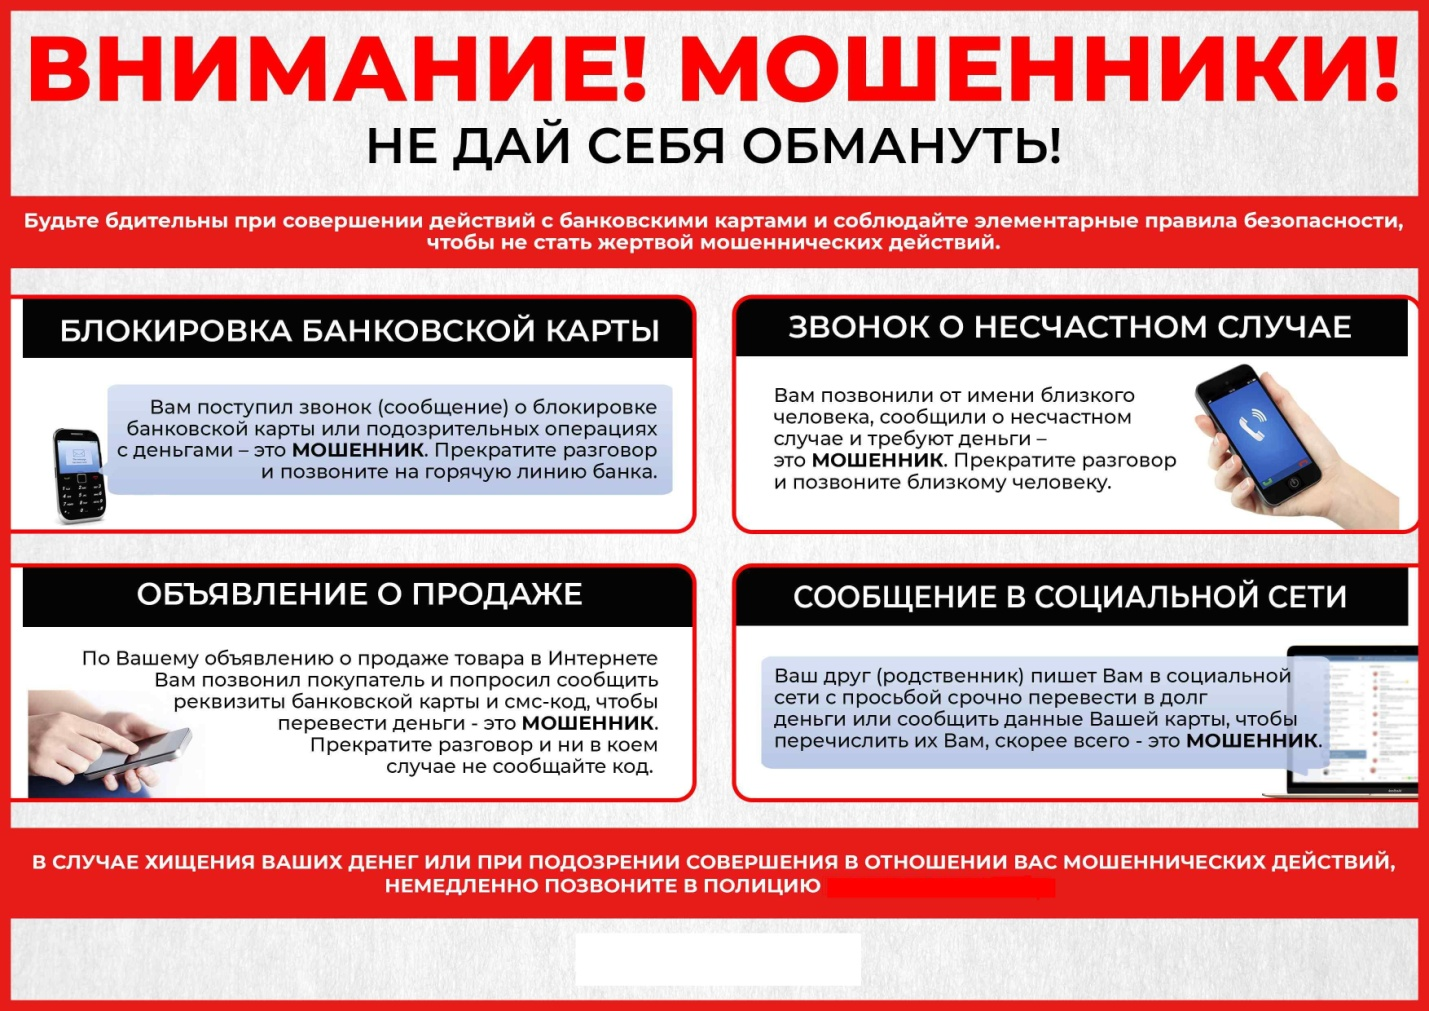 ВНИМАНИЕ! МОШЕННИКИ!
НЕ ДАЙ СЕБЯ ОБМАНУТЬ!
Будьте бдительны при совершении действий с банковскими картами и соблюдайте элементарные правила безопасности,
чтобы не стать жертвой мошеннических действий.
БЛОКИРОВКА БАНКОВСКОЙ КАРТЫ
Вам поступил звонок (сообщение) о блокировке
банковской карты или подозрительных операциях
с деньгами – это МОШЕННИК. Прекратите разговор
и позвоните на горячую линию банка.
ЗВОНОК О НЕСЧАСТНОМ СЛУЧАЕ
Вам позвонили от имени близкого
человека, сообщили о несчастном
случае и требуют деньги –
это МОШЕННИК. Прекратите разговор
и позвоните близкому человеку.
ОБЪЯВЛЕНИЕ О ПРОДАЖЕ
По Вашему объявлению о продаже товара в Интернете
Вам позвонил покупатель и попросил сообщить
реквизиты банковской карты и смс-код, чтобы
перевести деньги - это МОШЕННИК.
Прекратите разговор и ни в коем
случае не сообщайте код.
СООБЩЕНИЕ В СОЦИАЛЬНОЙ СЕТИ
Ваш друг (родственник) пишет Вам в социальной
сети с просьбой срочно перевести в долг
деньги или сообщить данные Вашей карты, чтобы
перечислить их Вам, скорее всего - это МОШЕННИК.
В СЛУЧАЕ ХИЩЕНИЯ ВАШИХ ДЕНЕГ ИЛИ ПРИ ПОДОЗРЕНИИ СОВЕРШЕНИЯ В ОТНОШЕНИИ ВАС МОШЕННИЧЕСКИХ ДЕЙСТВИЙ,
НЕМЕДЛЕННО ПОЗВОНИТЕ В ПОЛИЦИЮ